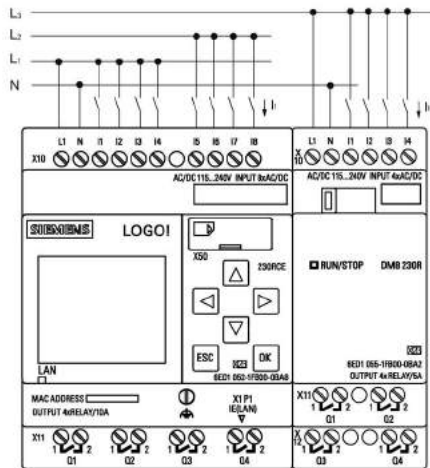 L3
L2
L1
N
I1
I1
L1 N I1 I2 I3 I4 I5 I6 I7 I8
X10
L1 N I1 I2 I3 I4
X
10
AC/DC 115...240V INPUT 8xAC/DC
AC/DC 115...240V INPUT 4xAC/DC
SIEMENS LOGO!
X50
230RCE
RUN/STOP DM8 230R
ESC OK
LAN
6ED1 052-1FB00-0BA8
6ED1 055-1FB00-0BA2
OUTPUT 4xRELAY/5A
MAC ADDRESS
OUTPUT 4xRELAY/10A
X1 P1
IE(LAN)
X11 1 2 1 2
Q1 Q2
X11 1 2 1 2 1 2 1 2
Q1 Q2 Q3 Q4
X
12
1 2 1 2
Q3 Q4